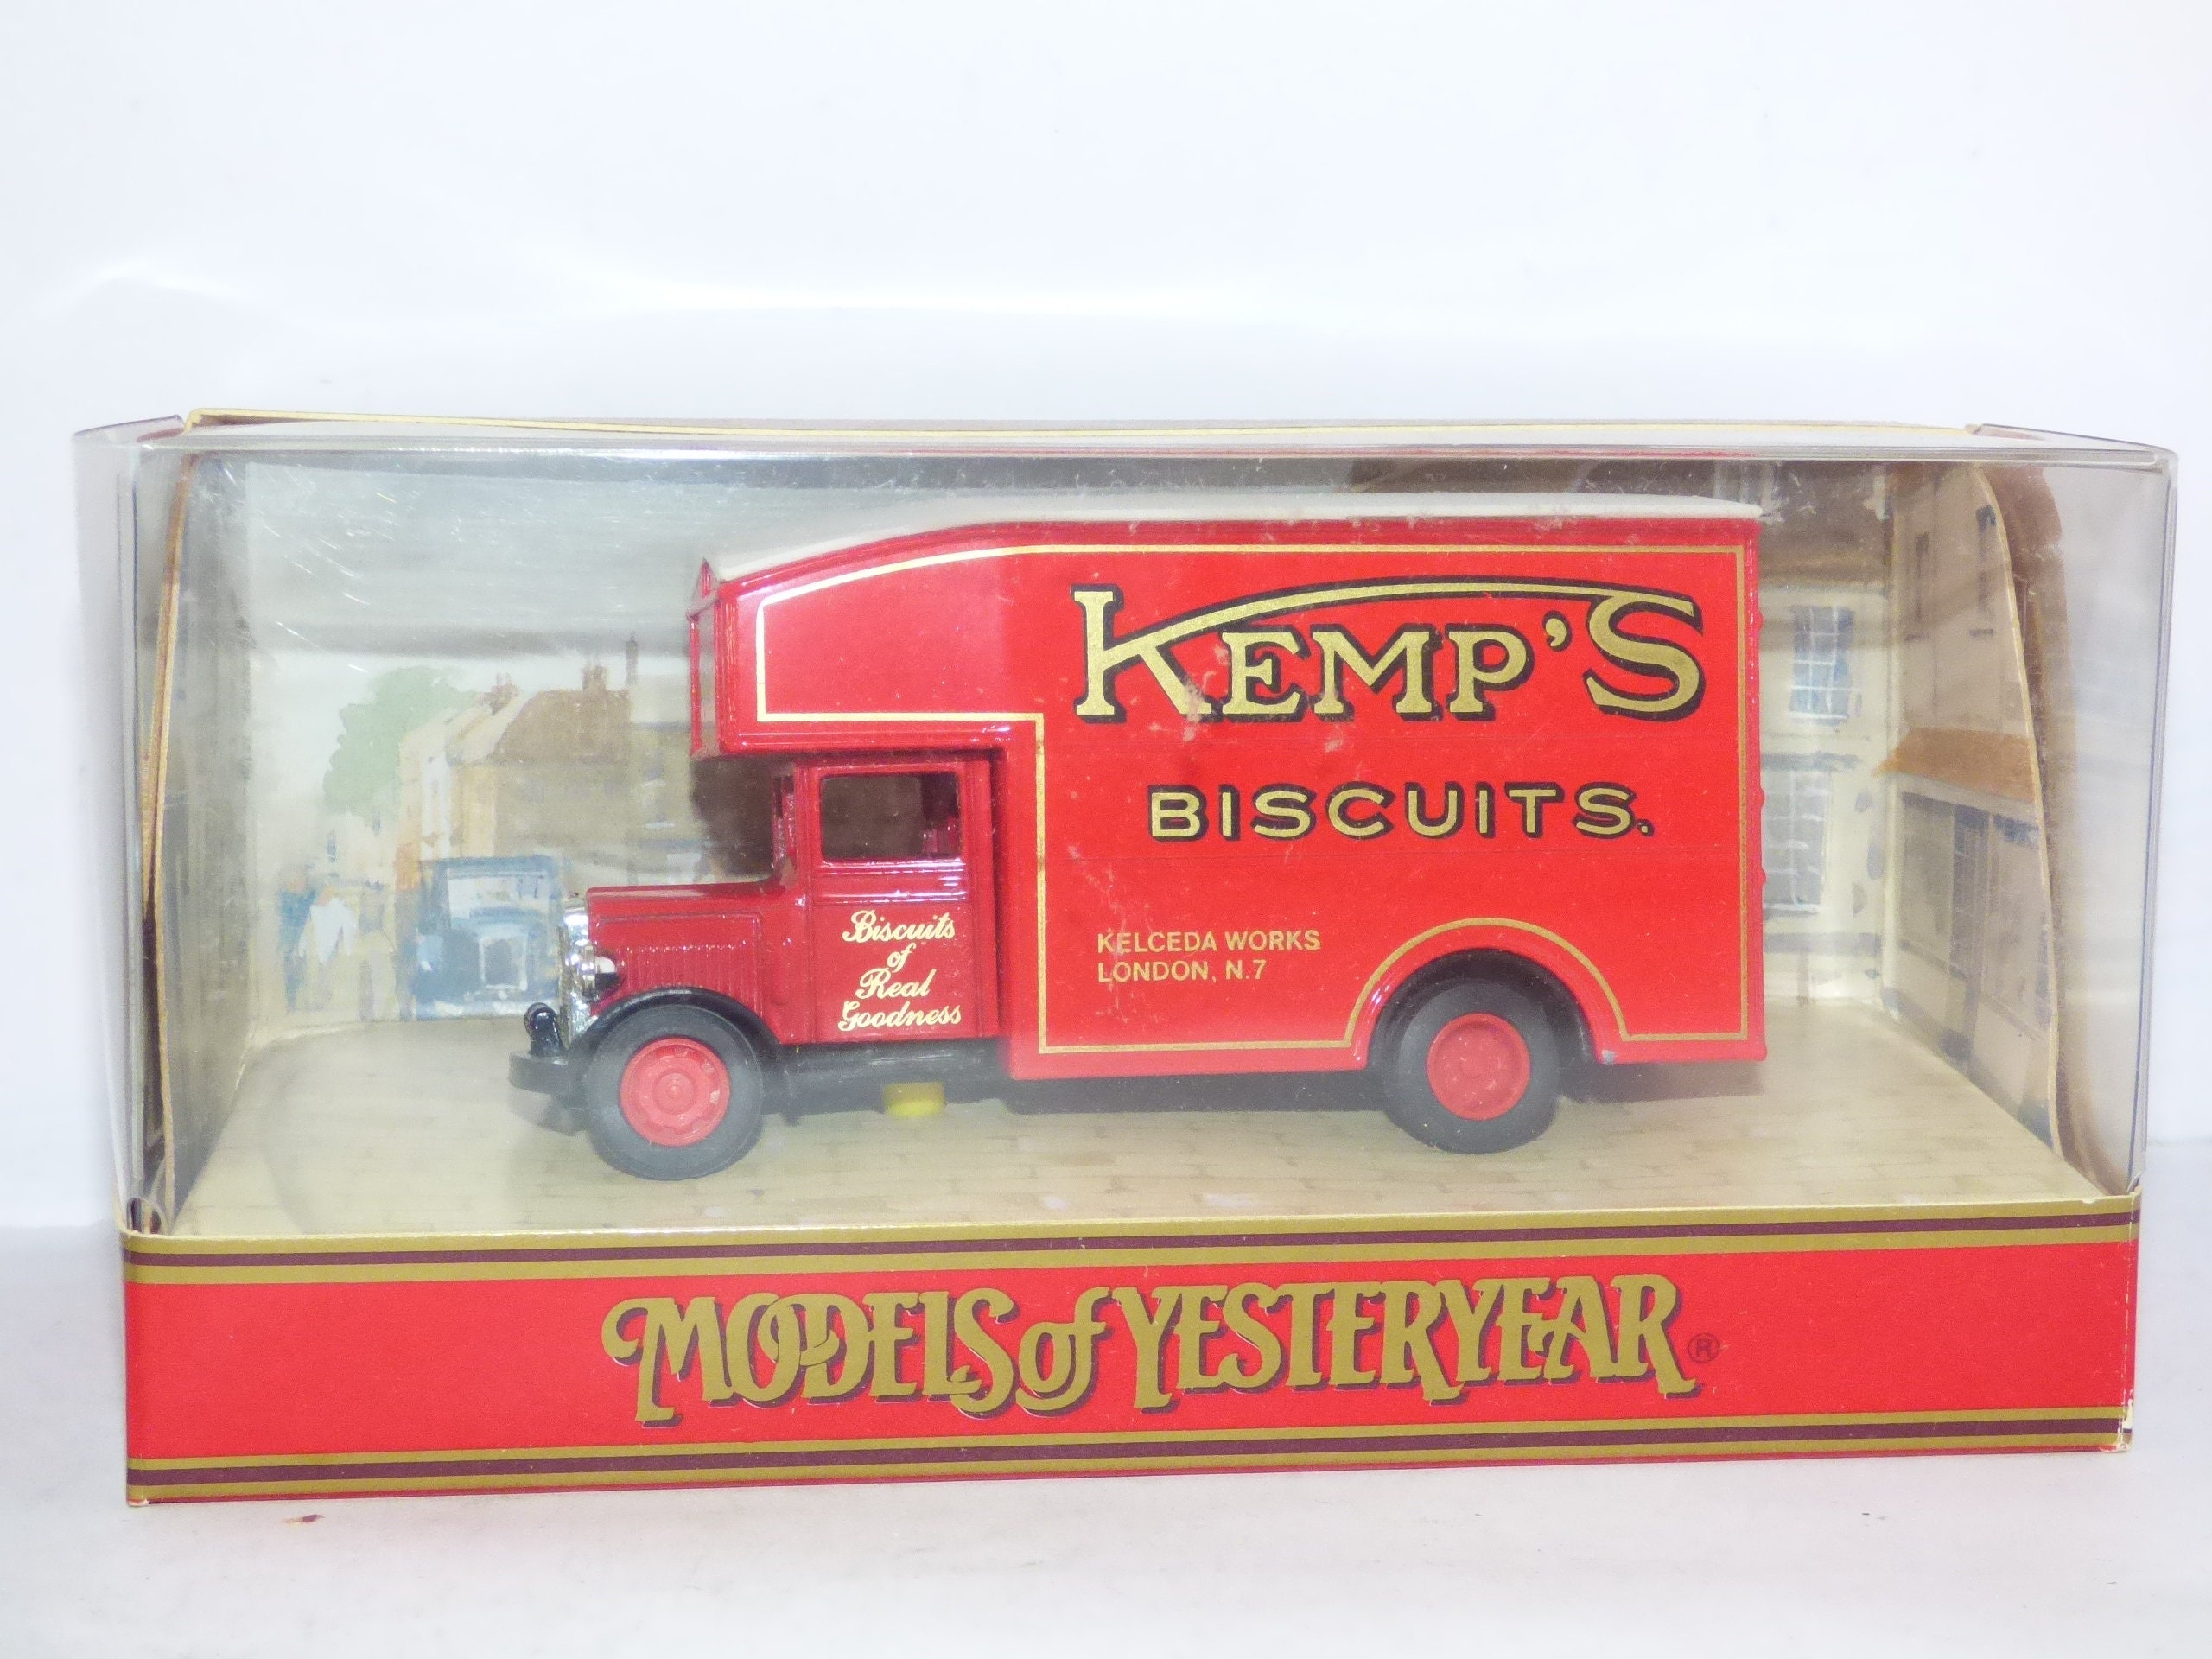 KEMP'S
BISCUITS.
Biscuits
of
Real
Goodness
KELCEDA WORKS
LONDON, N.7
MODELS of YESTERYEAR®